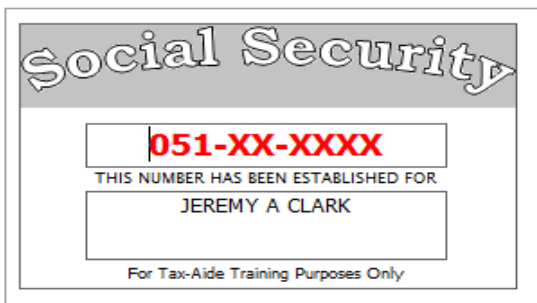 Social Security
051-XX-XXXX
THIS NUMBER HAS BEEN ESTABLISHED FOR
JEREMY A CLARK
For Tax-Aide Training Purposes Only